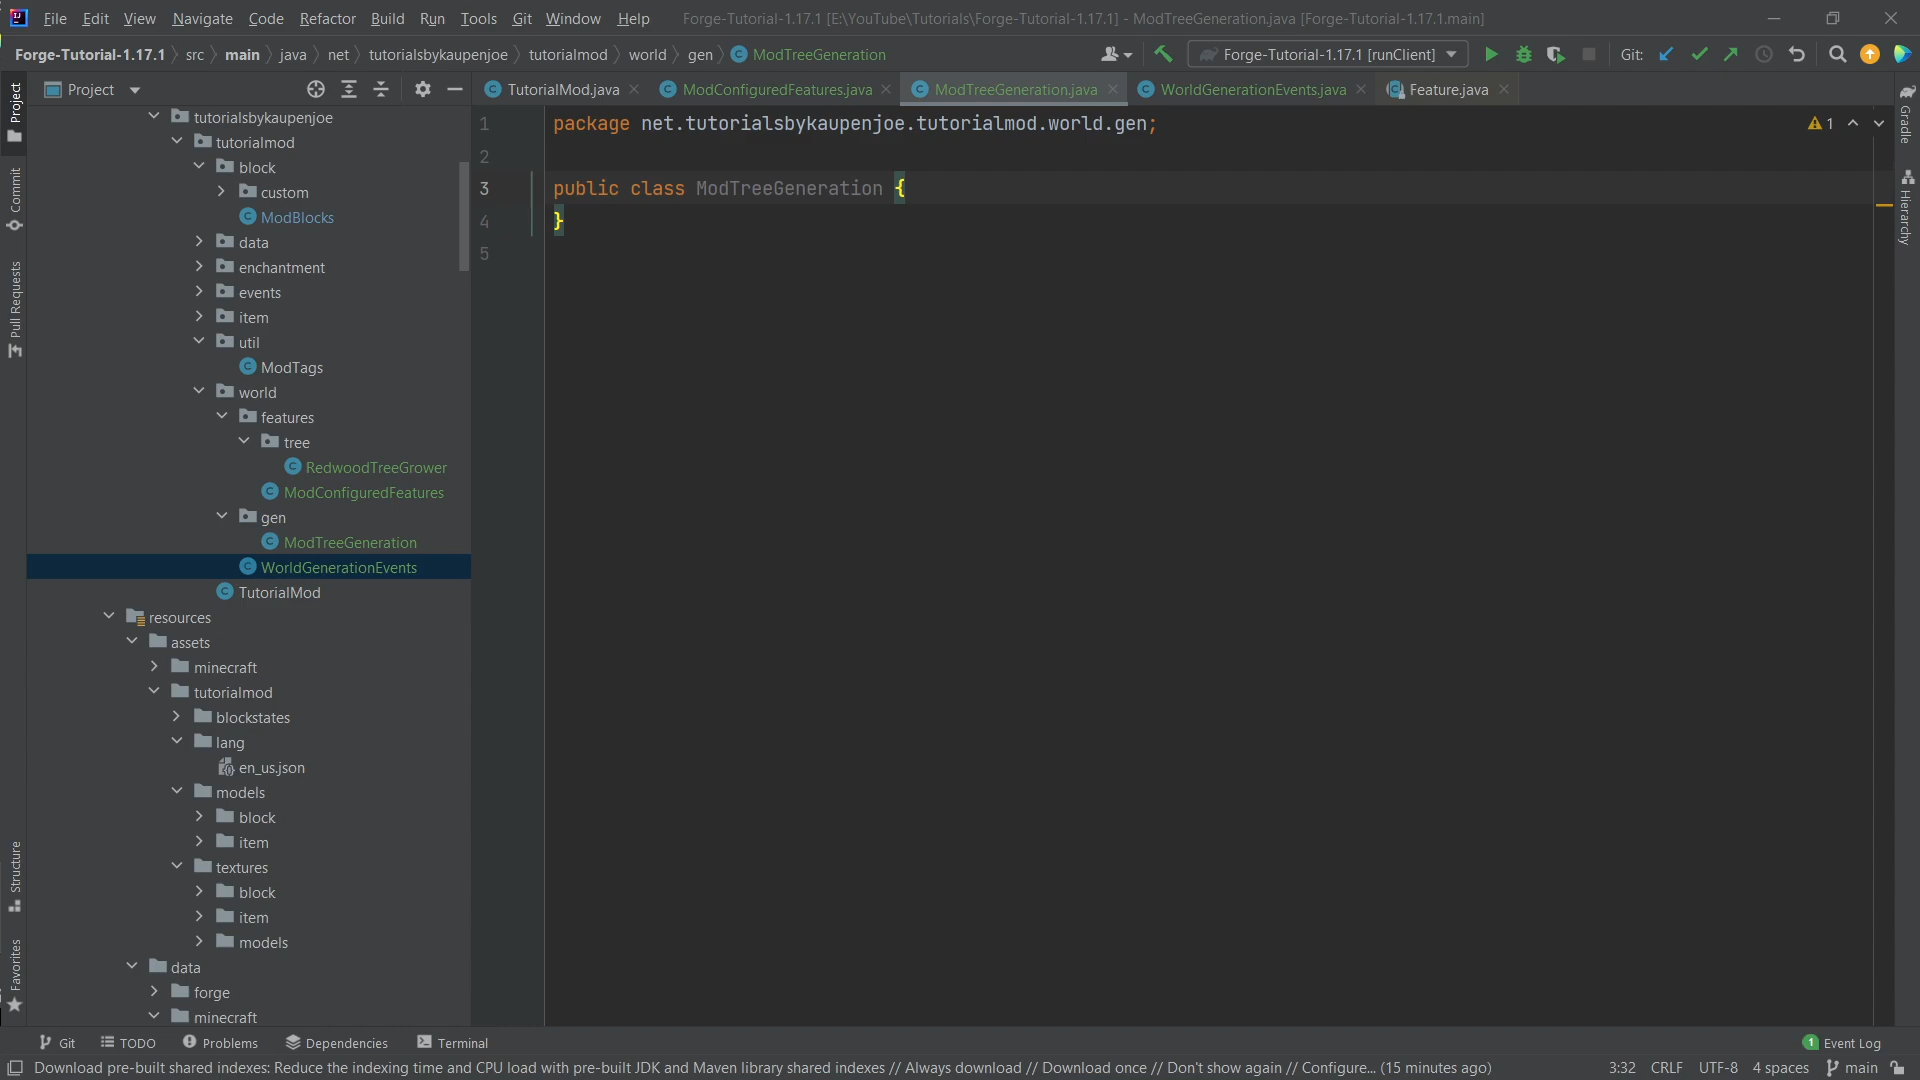 File Edit View Navigate Code Refactor Build Run Tools Git Window Help Forge-Tutorial-1.17.1 [E:\YouTube\Tutorials\Forge-Tutorial-1.17.1] - ModTreeGeneration.java [Forge-Tutorial-1.17.1.main]
Forge-Tutorial-1.17.1 src main java net tutorialsbykaupenjoe tutorialmod world gen ModTreeGeneration Forge-Tutorial-1.17.1 [runClient] Git:
Project TutorialMod.java ModConfiguredFeatures.java ModTreeGeneration.java WorldGenerationEvents.java Feature.java
Project
Commit
Pull Requests
Structure
Favorites
tutorialsbykaupenjoe
tutorialmod
block
custom
ModBlocks
data
enchantment
events
item
util
ModTags
world
features
tree
RedwoodTreeGrower
ModConfiguredFeatures
gen
ModTreeGeneration
WorldGenerationEvents
TutorialMod
resources
assets
minecraft
tutorialmod
blockstates
lang
en_us.json
models
block
item
textures
block
item
models
data
forge
minecraft
1 package net.tutorialsbykaupenjoe.tutorialmod.world.gen;
2
3 public class ModTreeGeneration {
4 }
5
1
Gradle
Hierarchy
Git TODO Problems Dependencies Terminal 1 Event Log
Download pre-built shared indexes: Reduce the indexing time and CPU load with pre-built JDK and Maven library shared indexes // Always download // Download once // Don't show again // Configure... (15 minutes ago) 3:32 CRLF UTF-8 4 spaces main